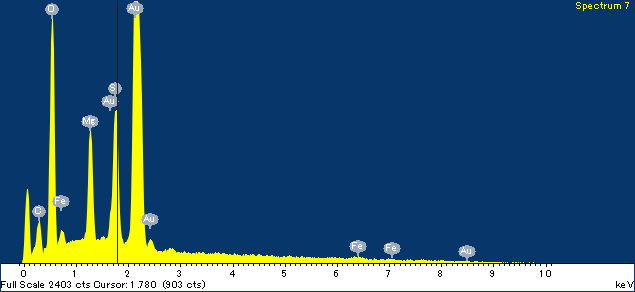 Spectrum 7
O
Au
Si
Au
Mg
Fe
Au
Fe
Fe
Au
0 1 2 3 4 5 6 7 8 9 10
Full Scale 2403 cts Cursor: 1.780 (903 cts) keV